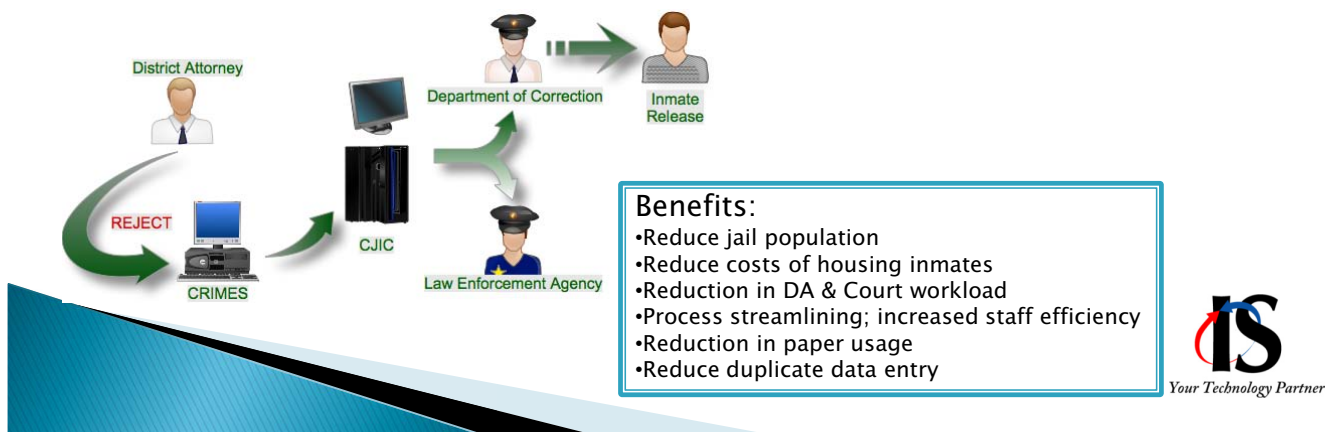 District Attorney
REJECT
CRIMES
CJIC
Department of Correction
Inmate
Release
Law Enforcement Agency
Benefits:
•Reduce jail population
•Reduce costs of housing inmates
•Reduction in DA & Court workload
•Process streamlining; increased staff efficiency
•Reduction in paper usage
•Reduce duplicate data entry
IS
Your Technology Partner